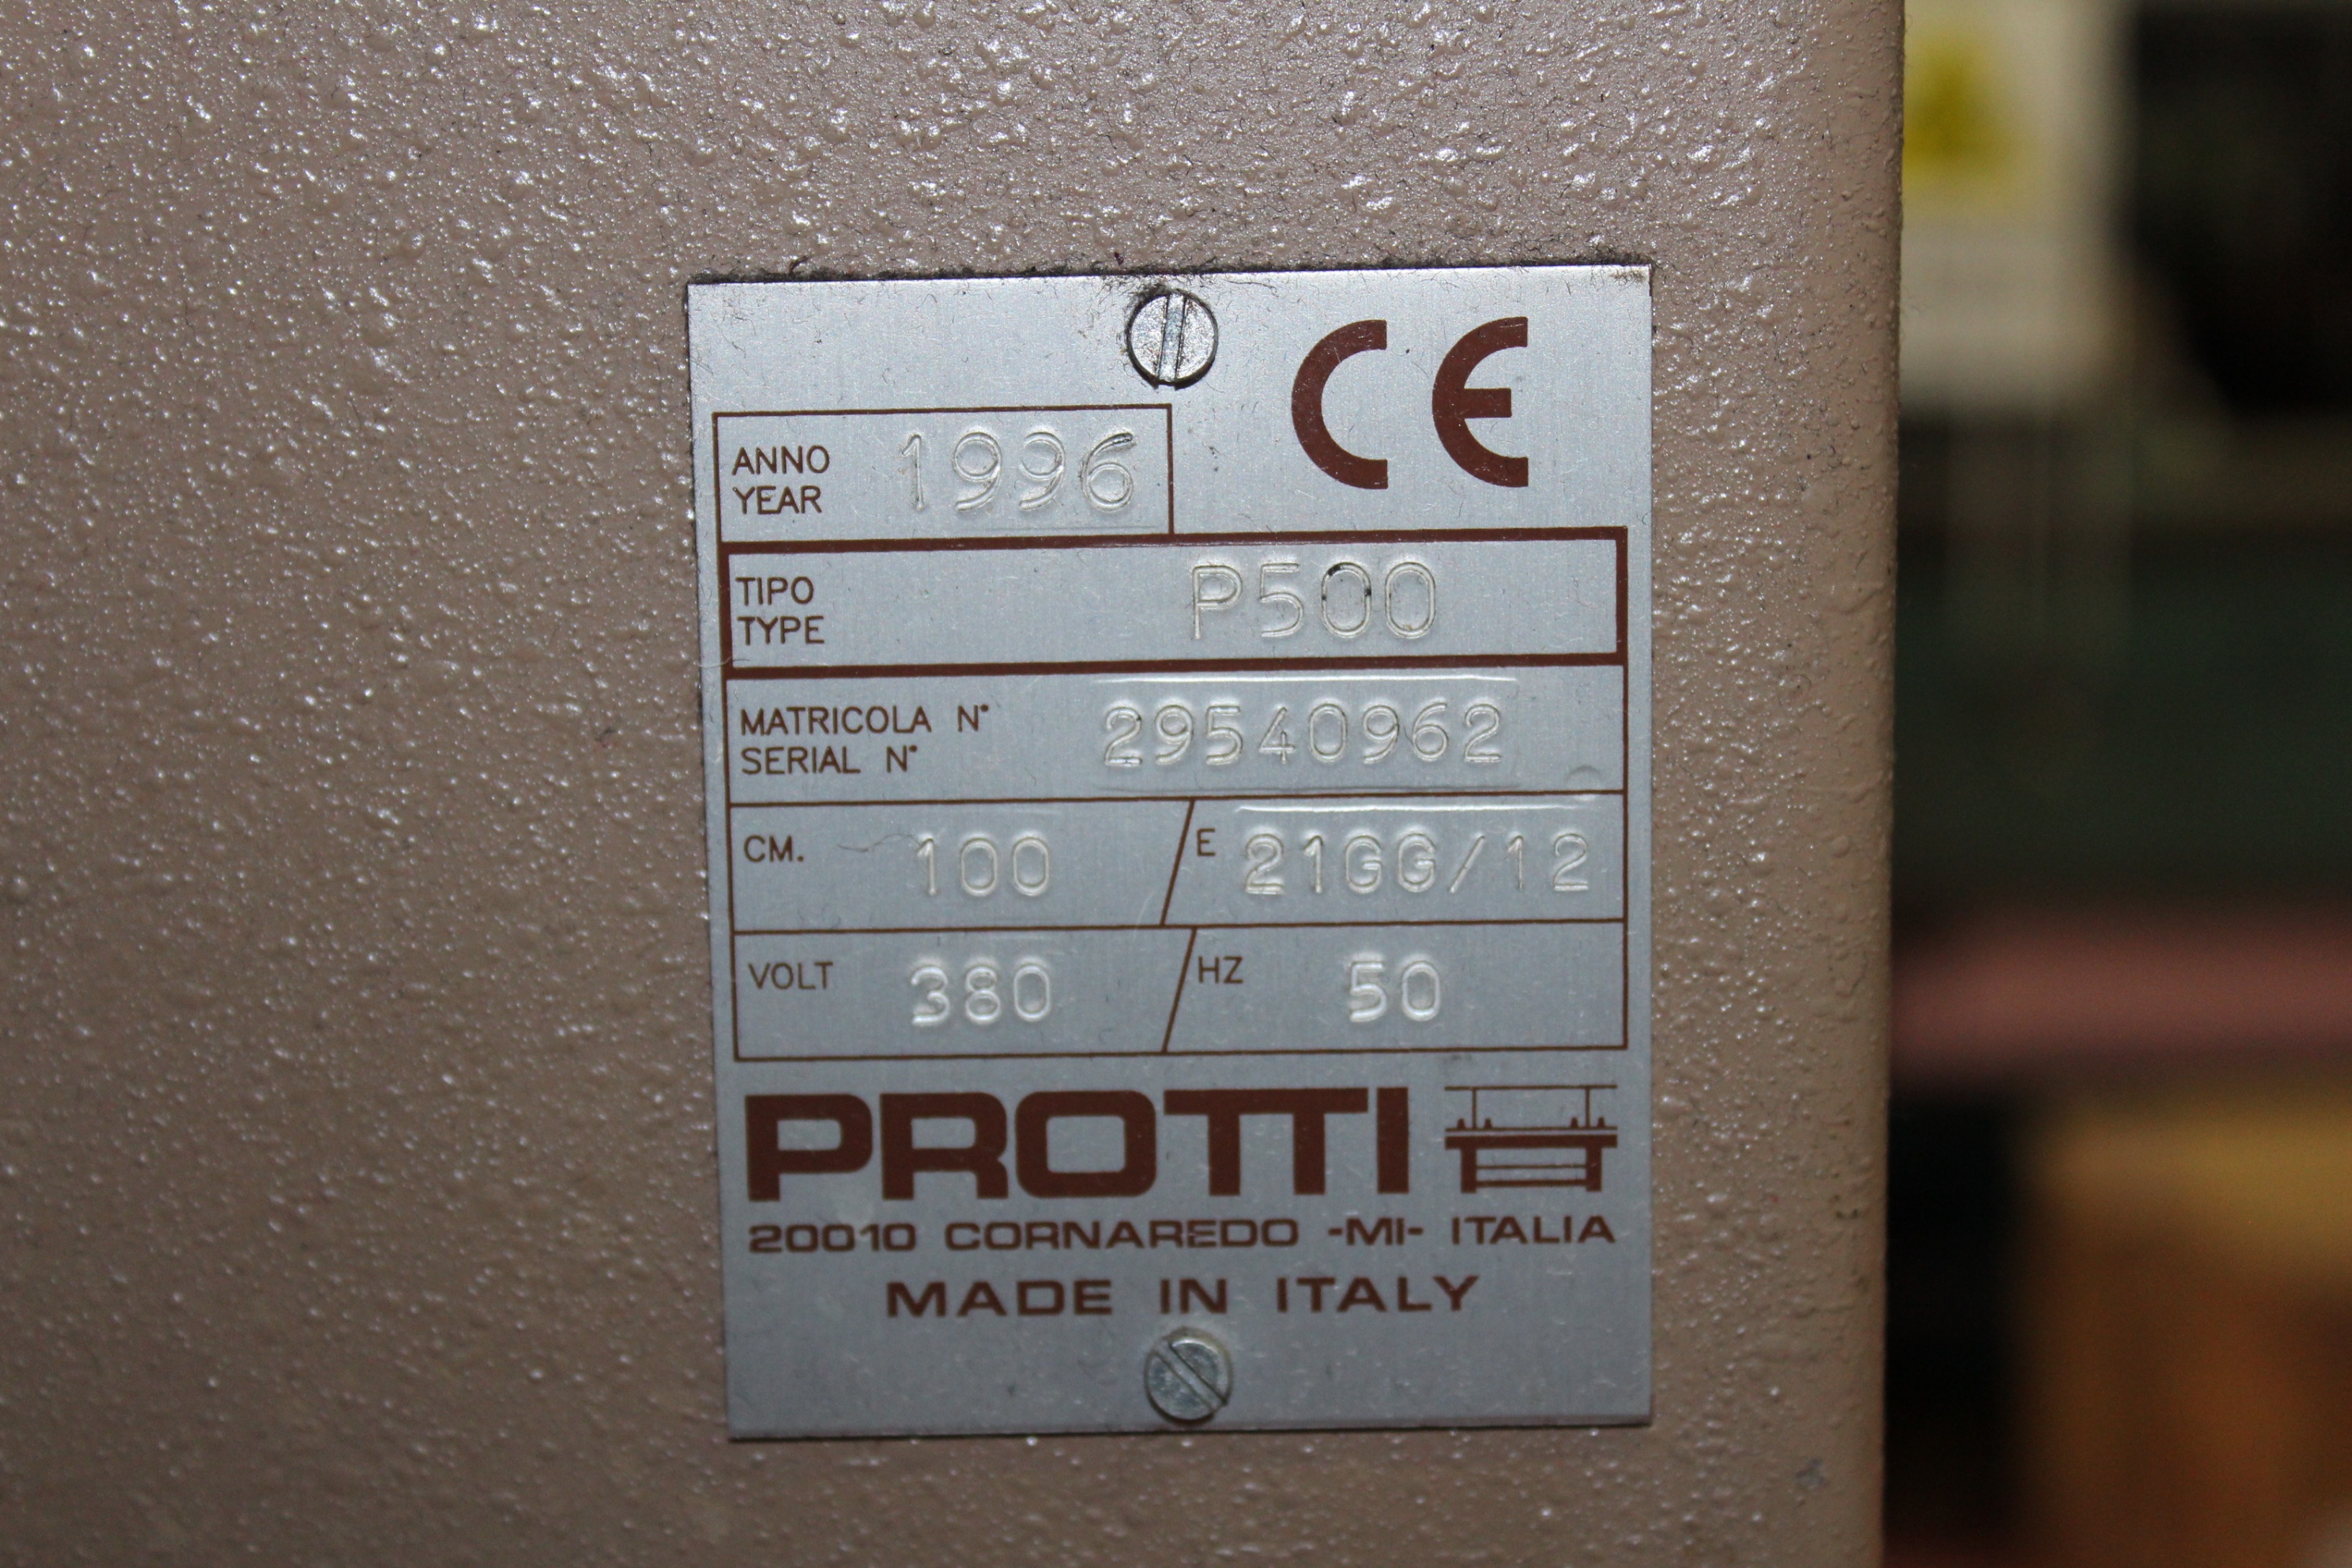 CE
ANNO 1996
YEAR
TIPO P500
TYPE
MATRICOLA N° 29540962
SERIAL N°
CM. 100 / E 21GG/12
VOLT 380 / HZ 50
PROTTI
20010 CORNAREDO -MI- ITALIA
MADE IN ITALY